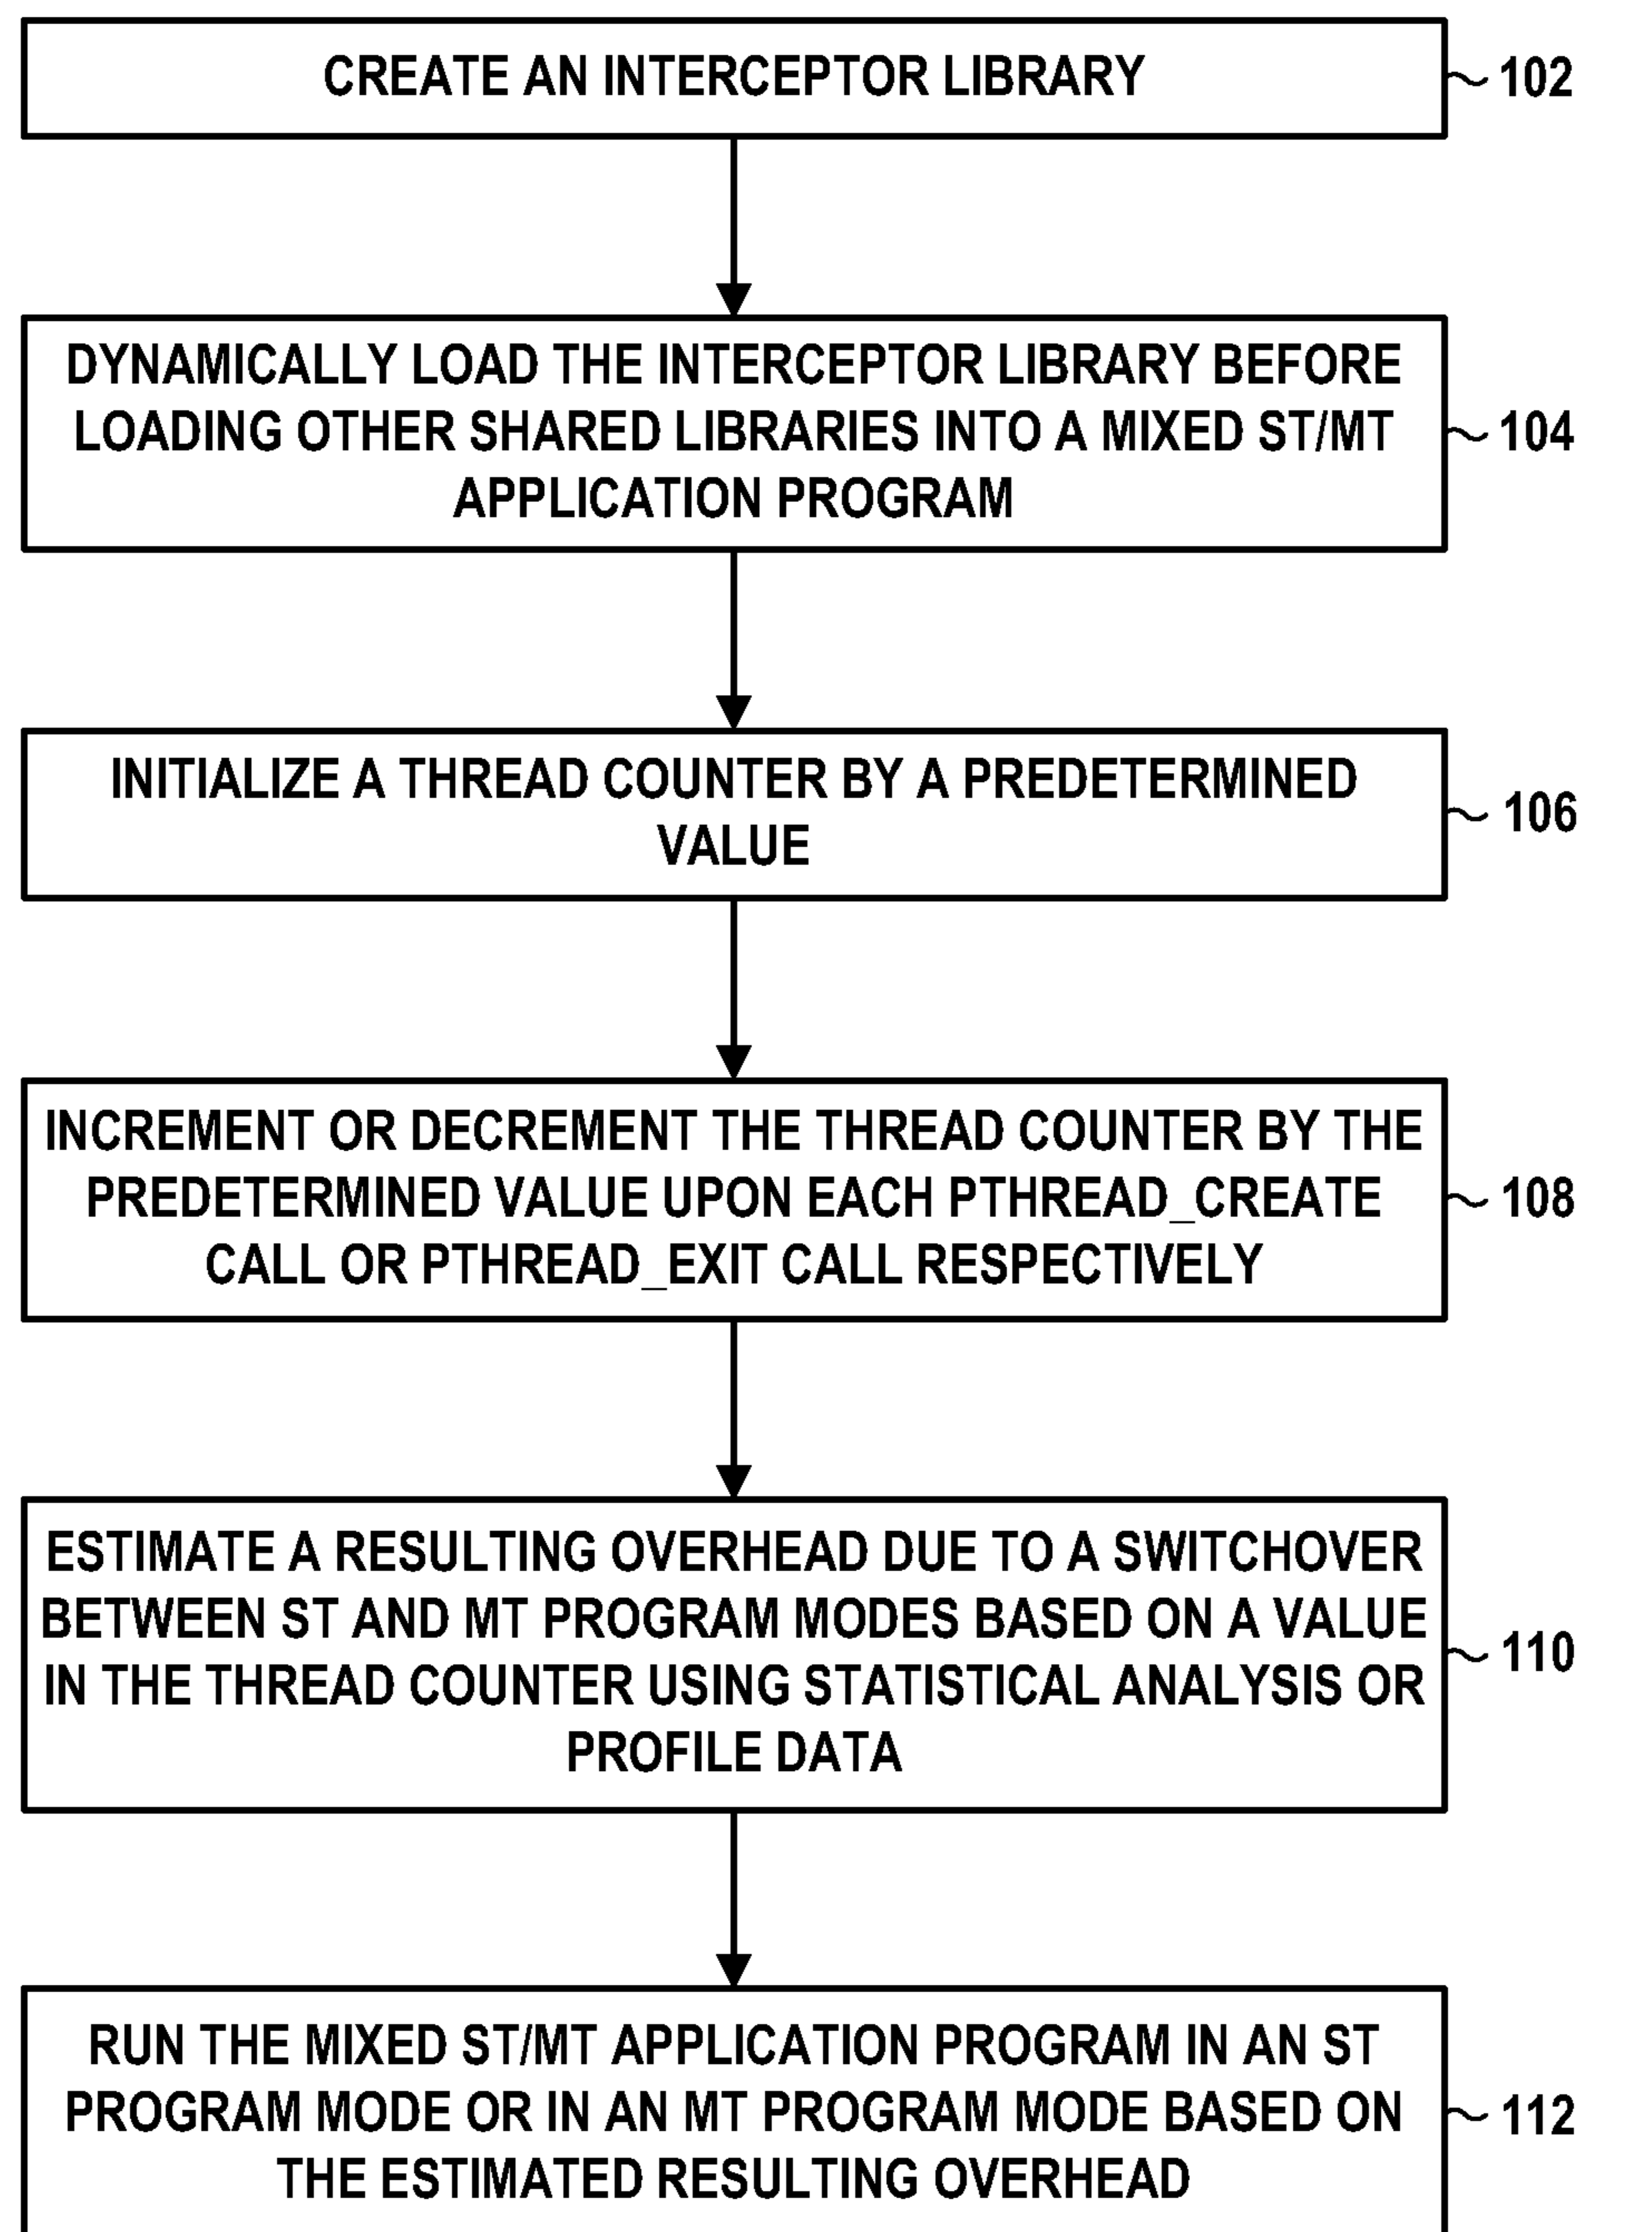 CREATE AN INTERCEPTOR LIBRARY
102
DYNAMICALLY LOAD THE INTERCEPTOR LIBRARY BEFORE
LOADING OTHER SHARED LIBRARIES INTO A MIXED ST/MT
APPLICATION PROGRAM
104
INITIALIZE A THREAD COUNTER BY A PREDETERMINED
VALUE
106
INCREMENT OR DECREMENT THE THREAD COUNTER BY THE
PREDETERMINED VALUE UPON EACH PTHREAD_CREATE
CALL OR PTHREAD_EXIT CALL RESPECTIVELY
108
ESTIMATE A RESULTING OVERHEAD DUE TO A SWITCHOVER
BETWEEN ST AND MT PROGRAM MODES BASED ON A VALUE
IN THE THREAD COUNTER USING STATISTICAL ANALYSIS OR
PROFILE DATA
110
RUN THE MIXED ST/MT APPLICATION PROGRAM IN AN ST
PROGRAM MODE OR IN AN MT PROGRAM MODE BASED ON
THE ESTIMATED RESULTING OVERHEAD
112